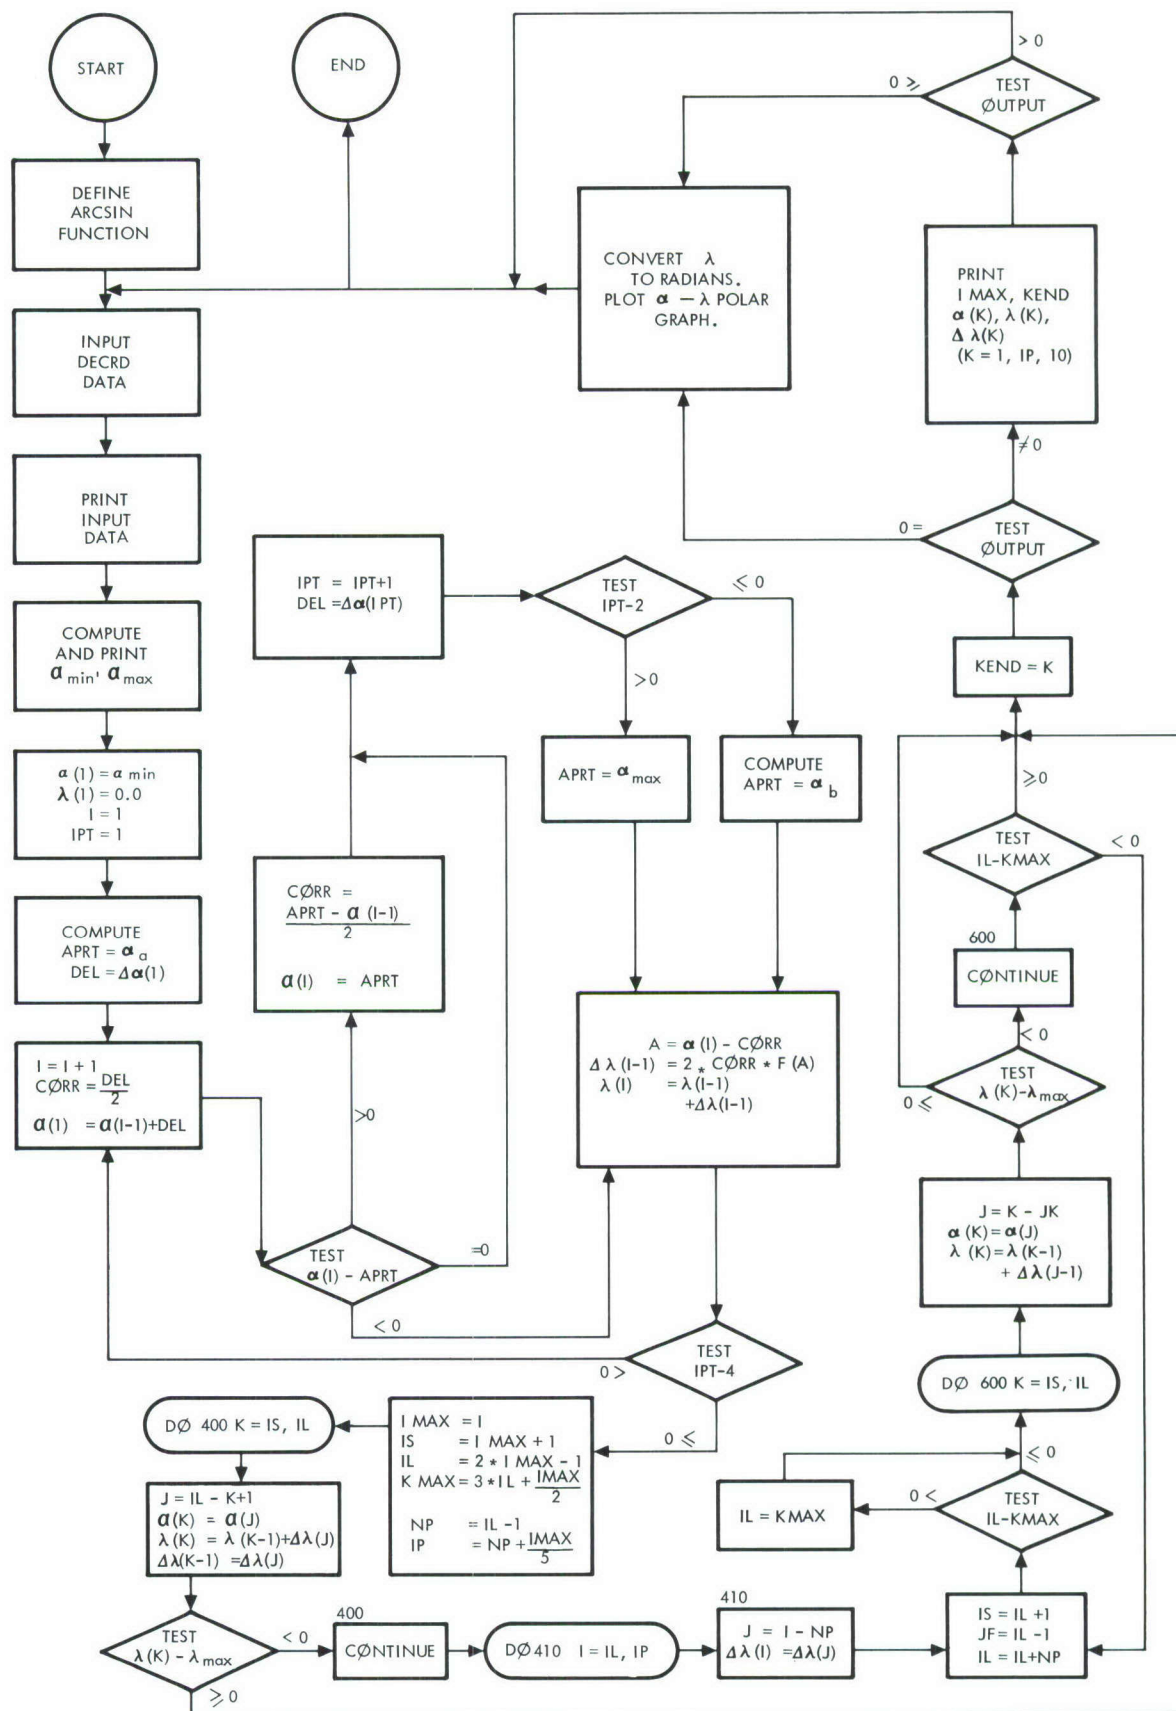 START
END
DEFINE
ARCSIN
FUNCTION
INPUT
DECRD
DATA
PRINT
INPUT
DATA
COMPUTE
AND PRINT
α min, α max
α (1) = α min
λ (1) = 0.0
I = 1
IPT = 1
COMPUTE
APRT = α a
DEL = Δα(1)
I = I + 1
CØRR = DEL
2
α(1) = α(I-1)+DEL
IPT = IPT+1
DEL = Δα(I PT)
CØRR =
APRT - α (I-1)
2
α(I) = APRT
>0
TEST
α(I) - APRT
=0
< 0
TEST
IPT-2
≤ 0
>0
APRT = α max
COMPUTE
APRT = α b
A = α(I) - CØRR
Δ λ(I-1) = 2 * CØRR * F (A)
λ(I) = λ(I-1)
+Δλ(I-1)
TEST
IPT-4
0 >
0 ≤
I MAX = I
IS = I MAX + 1
IL = 2 * I MAX - 1
K MAX = 3 * IL + IMAX
2
NP = IL -1
IP = NP + IMAX
5
DØ 400 K = IS, IL
J = IL - K+1
α(K) = α(J)
λ(K) = λ (K-1)+Δλ(J)
Δλ(K-1) =Δλ(J)
TEST
λ(K) - λ max
< 0
≥ 0
400
CØNTINUE
DØ 410 I = IL, IP
410
J = I - NP
Δλ(I) =Δλ(J)
IS = IL +1
JF = IL -1
IL = IL+NP
TEST
IL-KMAX
0 <
≤ 0
IL = KMAX
DØ 600 K = IS, IL
J = K - JK
α (K)=α(J)
λ (K)=λ(K-1)
+ Δλ(J-1)
TEST
λ(K)-λ max
0 ≤
< 0
600
CØNTINUE
TEST
IL-KMAX
< 0
≥0
KEND = K
TEST
ØUTPUT
0 =
≠0
PRINT
I MAX, KEND
α (K), λ (K),
Δ λ(K)
(K = 1, IP, 10)
TEST
ØUTPUT
0 ≥
> 0
CONVERT λ
TO RADIANS.
PLOT α — λ POLAR
GRAPH.